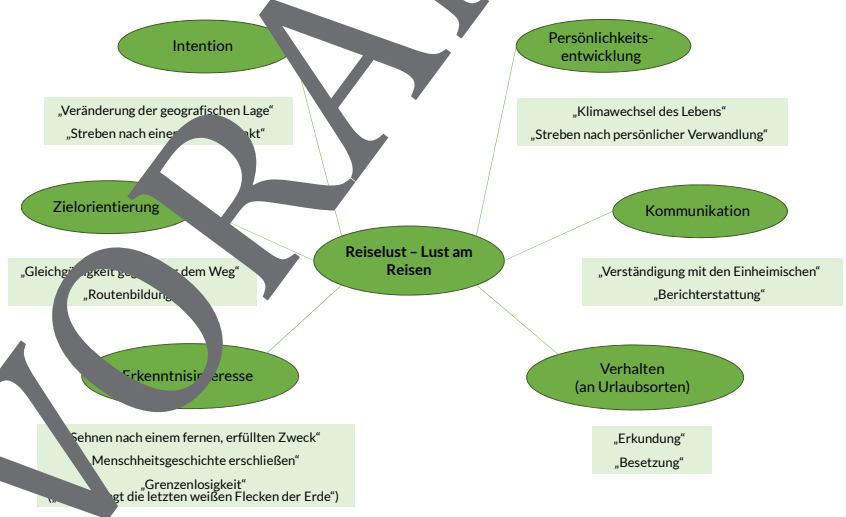 Intention
„Veränderung der geografischen Lage“
„Streben nach
Zielorientierung
„Gleichgültigkeit dem Weg“
„Routenbildung
Erkenntnisinteresse
Sehnen nach einem fernen, erfüllten Zweck“
Menschheitsgeschichte erschließen“
„Grenzenlosigkeit“
die letzten weißen Flecken der Erde“)
Reiselust – Lust am
Reisen
Persönlichkeits-
entwicklung
„Klimawechsel des Lebens“
„Streben nach persönlicher Verwandlung“
Kommunikation
„Verständigung mit den Einheimischen“
„Berichterstattung“
Verhalten
(an Urlaubsorten)
„Erkundung“
„Besetzung“